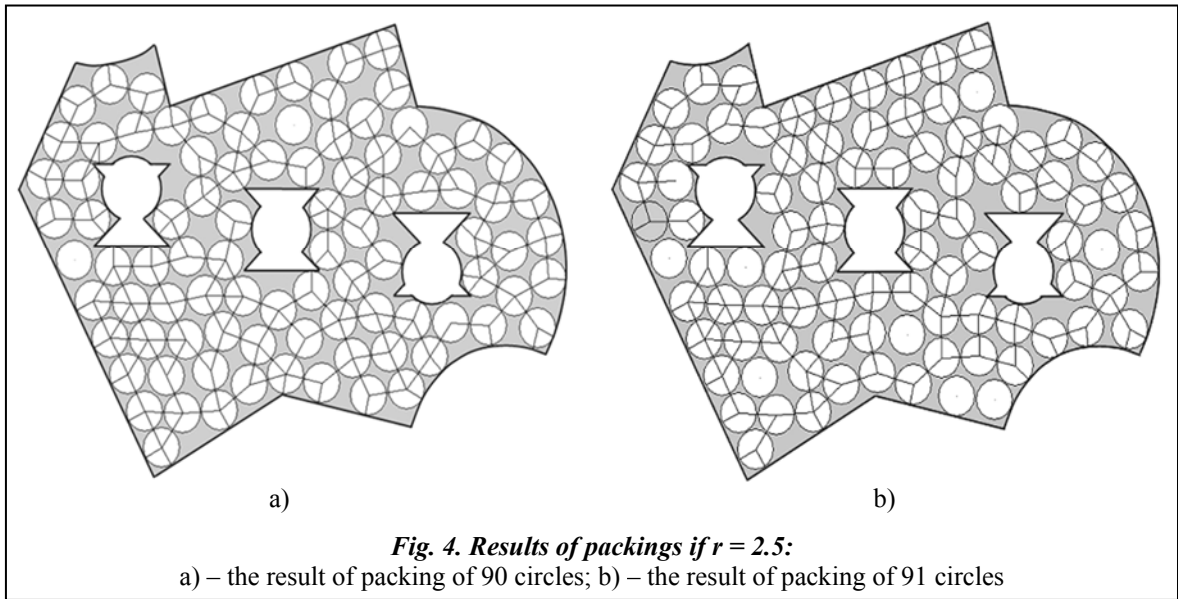 a)
b)
Fig. 4. Results of packings if r = 2.5:
a) – the result of packing of 90 circles; b) – the result of packing of 91 circles